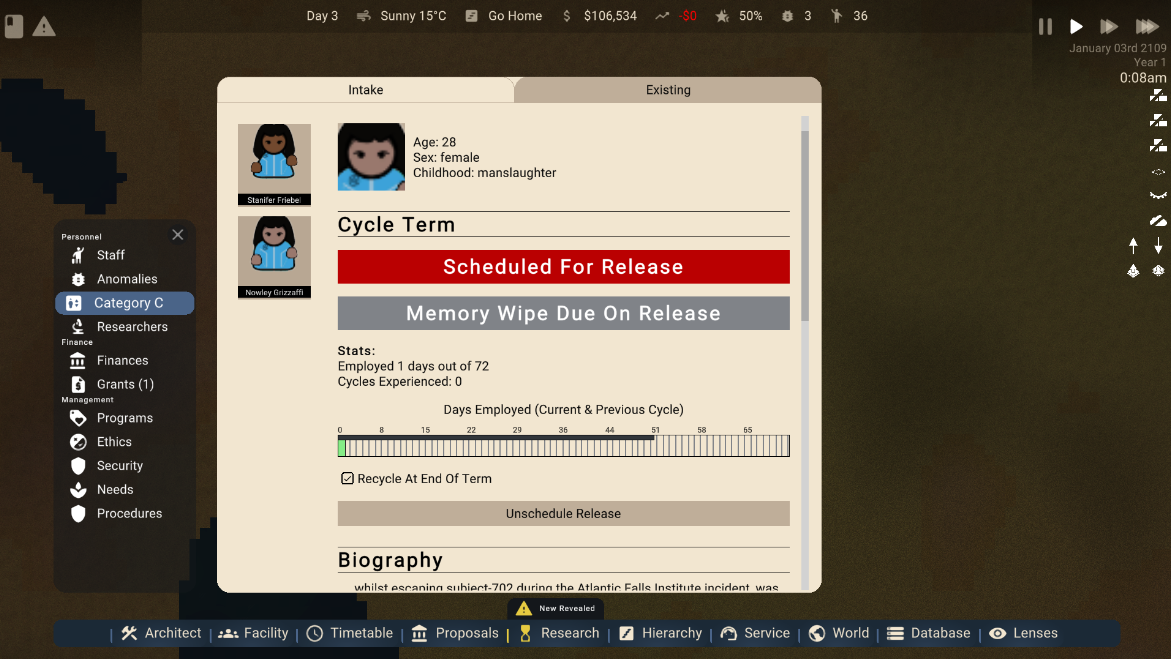 Day 3 Sunny 15°C Go Home $ $106,534 -$0 50% 3 36
January 03rd 2109
Year 1
0:08am
Intake Existing
Stanifer Friebel
Nowley Grizzaffi
Age: 28
Sex: female
Childhood: manslaughter
Cycle Term
Scheduled For Release
Memory Wipe Due On Release
Stats:
Employed 1 days out of 72
Cycles Experienced: 0
Days Employed (Current & Previous Cycle)
0 8 15 22 29 36 44 51 58 65
Recycle At End Of Term
Unschedule Release
Biography
whilst escaping subject-702 during the Atlantic Falls Institute incident, was
Personnel
Staff
Anomalies
Category C
Researchers
Finance
Finances
Grants (1)
Management
Programs
Ethics
Security
Needs
Procedures
New Revealed
Architect | Facility | Timetable | Proposals | Research | Hierarchy | Service | World | Database | Lenses